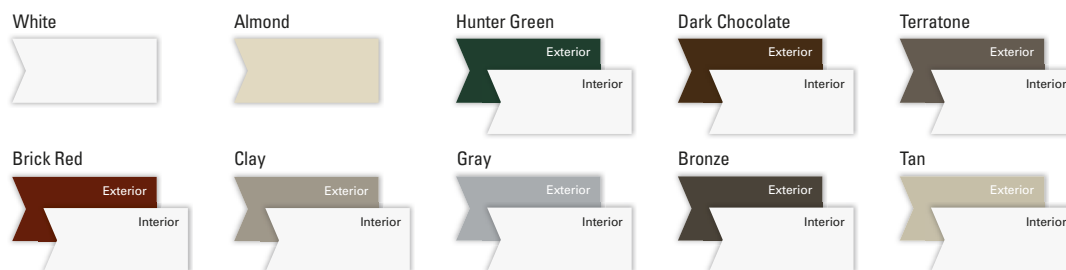 White
Almond
Hunter Green
Exterior
Interior
Dark Chocolate
Exterior
Interior
Terratone
Exterior
Interior
Brick Red
Exterior
Interior
Clay
Exterior
Interior
Gray
Exterior
Interior
Bronze
Exterior
Interior
Tan
Exterior
Interior